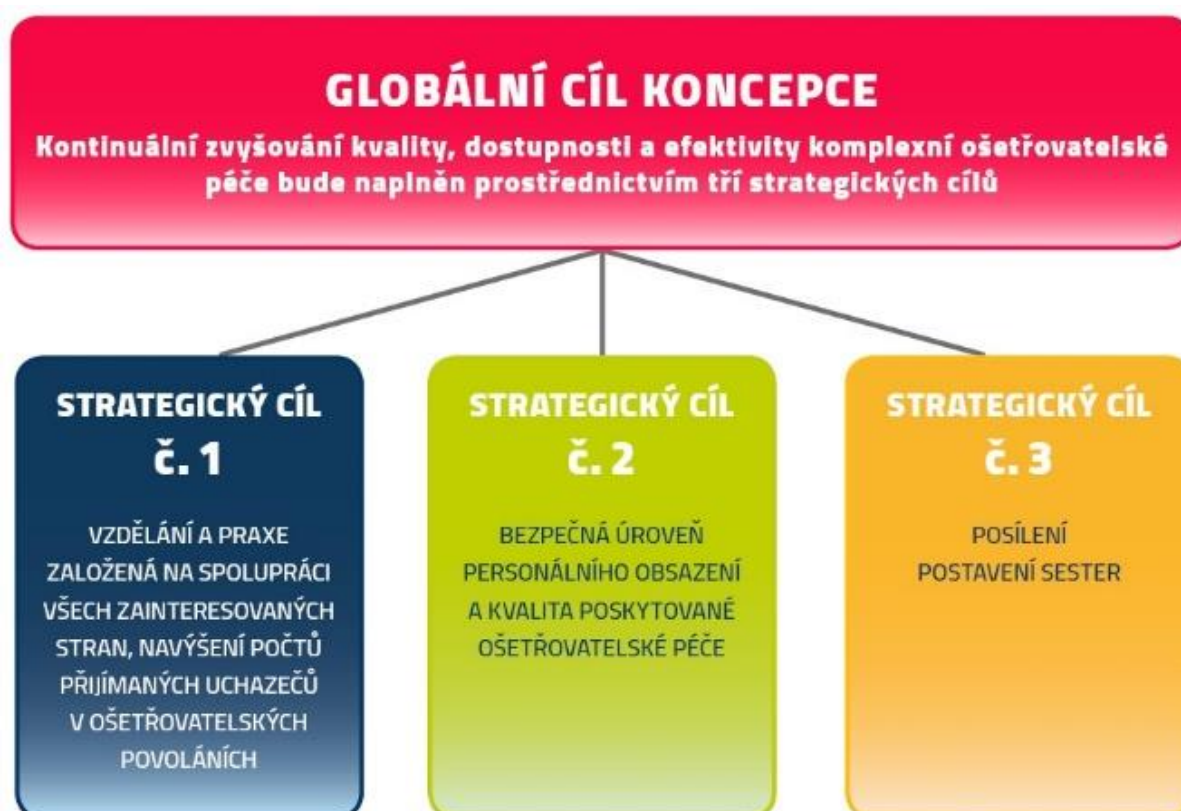 GLOBÁLNÍ CÍL KONCEPCE
Kontinuální zvyšování kvality, dostupnosti a efektivity komplexní ošetřovatelské
péče bude naplněn prostřednictvím tří strategických cílů
STRATEGICKÝ CÍL
č. 1
VZDĚLÁNÍ A PRAXE
ZALOŽENÁ NA SPOLUPRÁCI
VŠECH ZAINTERESOVANÝCH
STRAN, NAVÝŠENÍ POČTŮ
PŘIJÍMANÝCH UCHAZEČŮ
V OŠETŘOVATELSKÝCH
POVOLÁNÍCH
STRATEGICKÝ CÍL
č. 2
BEZPEČNÁ ÚROVEŇ
PERSONÁLNÍHO OBSAZENÍ
A KVALITA POSKYTOVANÉ
OŠETŘOVATELSKÉ PÉČE
STRATEGICKÝ CÍL
č. 3
POSÍLENÍ
POSTAVENÍ SESTER